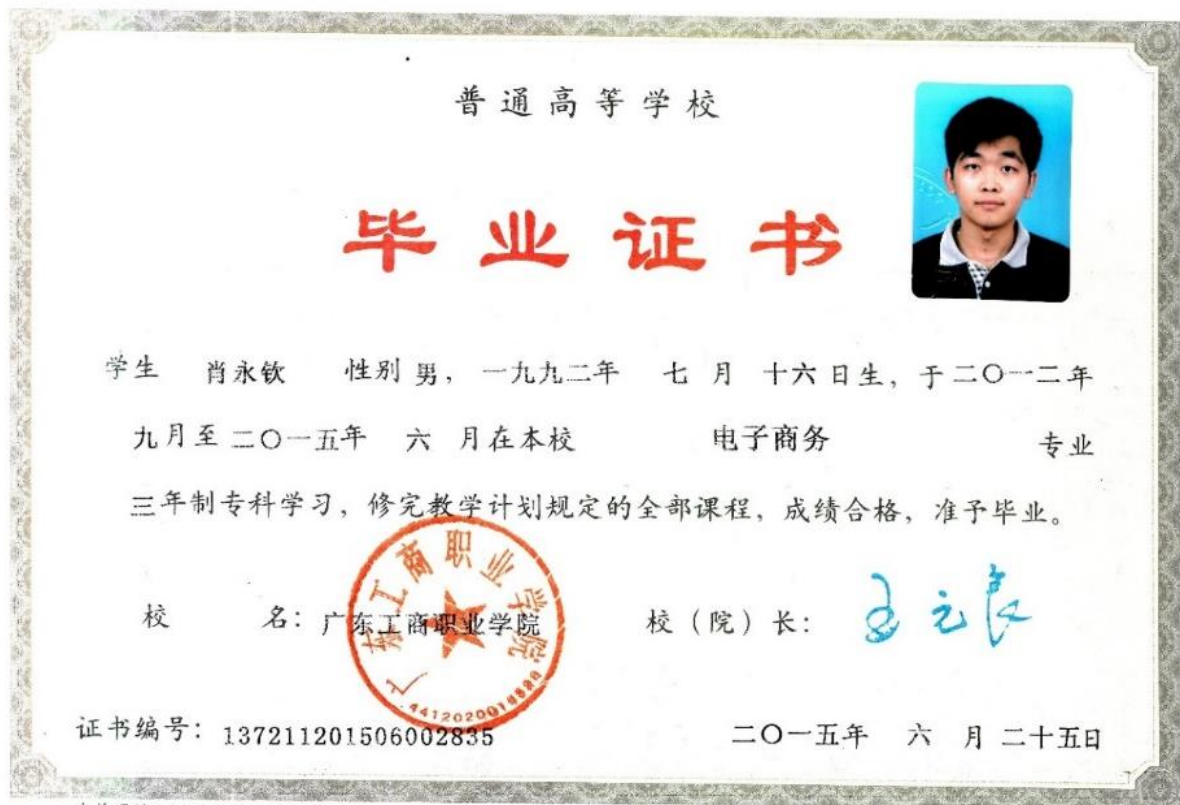 普通高等学校
毕业证书
学生 肖永钦 性别 男，一九九二年 七 月 十六 日生，于二〇一二年
九月至二〇一五年 六 月在本校 电子商务 专业
三年制专科学习，修完教学计划规定的全部课程，成绩合格，准予毕业。
校 名：广东工商职业学院 校（院）长：
广东工商职业学院
证书编号：137211201506002835 二〇一五年 六 月 二十五日